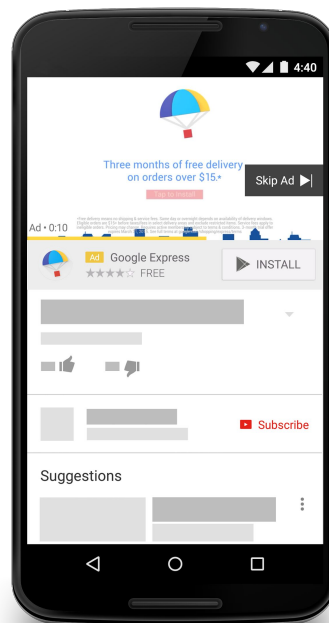 4:40
Three months of free delivery
on orders over $15.*
Tap to Install
Skip Ad
Ad • 0:10
Ad Google Express
FREE
INSTALL
Subscribe
Suggestions